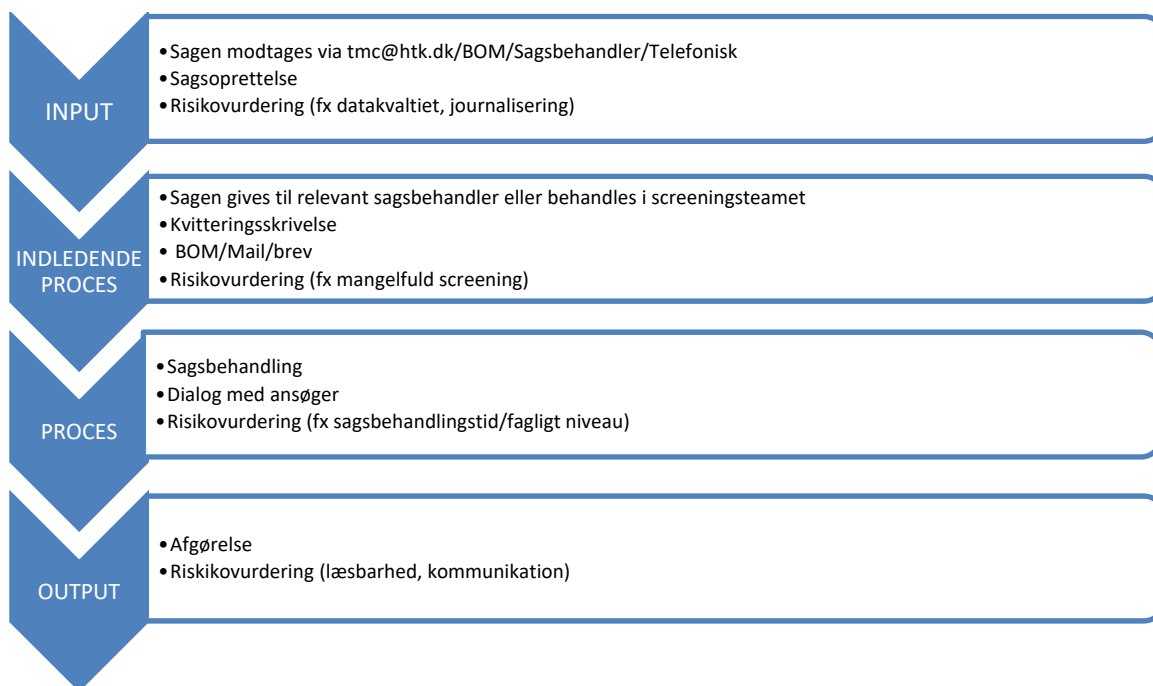 INPUT
•Sagen modtages via tmc@htk.dk/BOM/Sagsbehandler/Telefonisk
•Sagsoprettelse
•Risikovurdering (fx datakvaltiet, journalisering)
INDLEDENDE
PROCES
•Sagen gives til relevant sagsbehandler eller behandles i screeningsteamet
•Kvitteringsskrivelse
• BOM/Mail/brev
•Risikovurdering (fx mangelfuld screening)
PROCES
•Sagsbehandling
•Dialog med ansøger
•Risikovurdering (fx sagsbehandlingstid/fagligt niveau)
OUTPUT
•Afgørelse
•Riskikovurdering (læsbarhed, kommunikation)